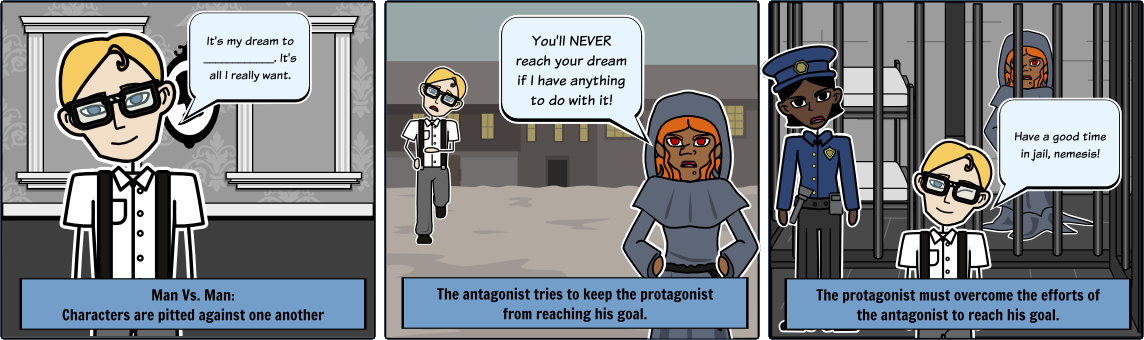 It's my dream to
____________. It's
all I really want.
Man Vs. Man:
Characters are pitted against one another
You'll NEVER
reach your dream
if I have anything
to do with it!
The antagonist tries to keep the protagonist
from reaching his goal.
Have a good time
in jail, nemesis!
The protagonist must overcome the efforts of
the antagonist to reach his goal.